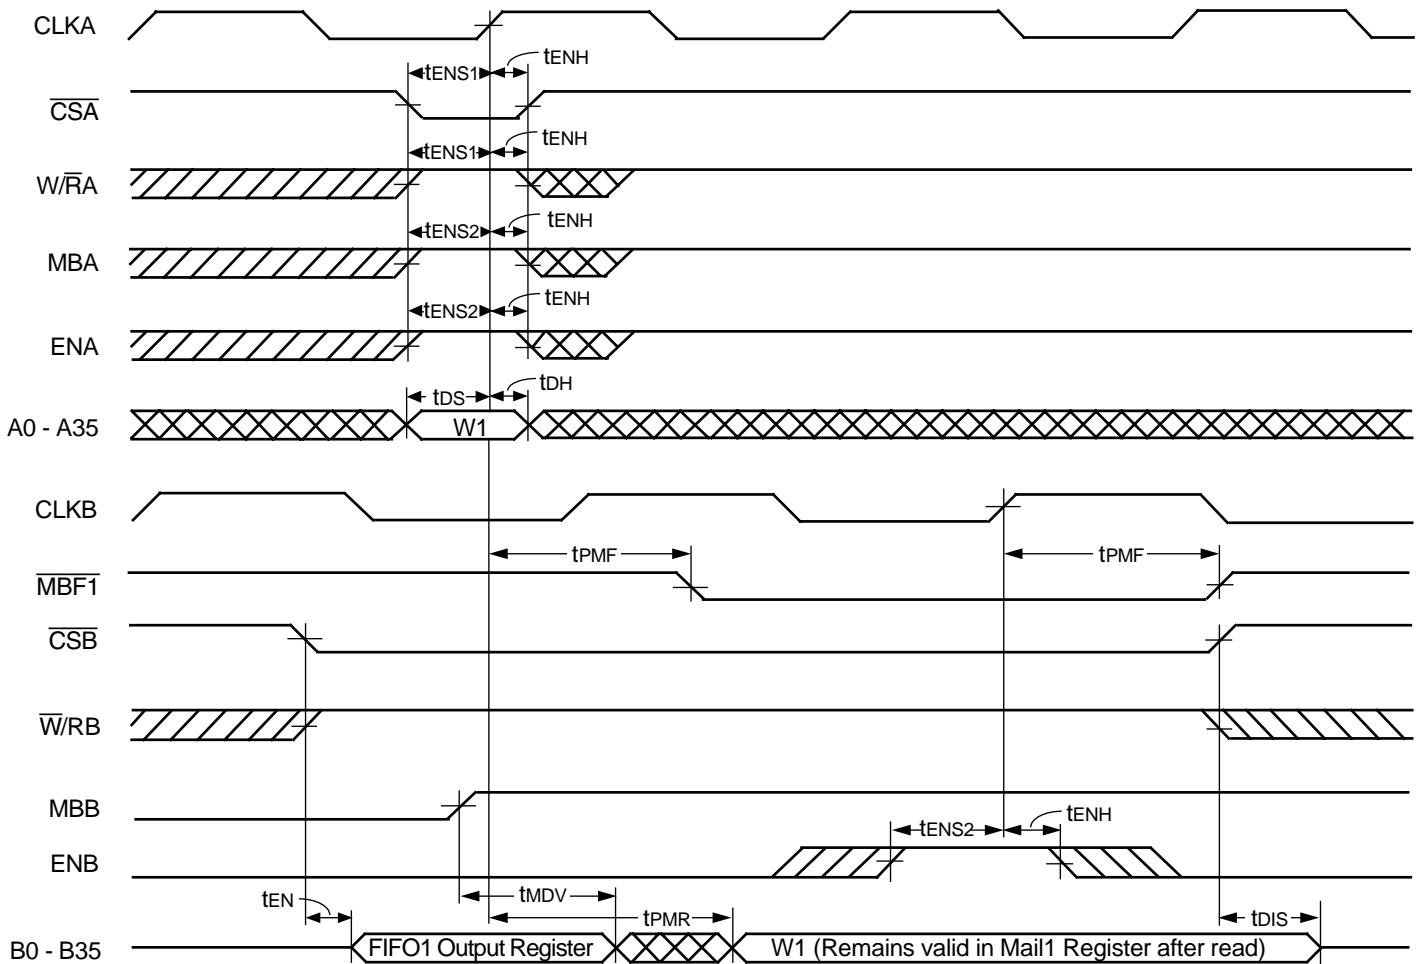 CLKA
tENS1 tENH
CSA
tENS1 tENH
W/RA
tENS2 tENH
MBA
tENS2 tENH
ENA
tDS tDH
A0 - A35 W1
CLKB
tPMF tPMF
MBF1
CSB
W/RB
MBB
tENS2 tENH
ENB
tEN tMDV
tPMR tDIS
B0 - B35 FIFO1 Output Register W1 (Remains valid in Mail1 Register after read)